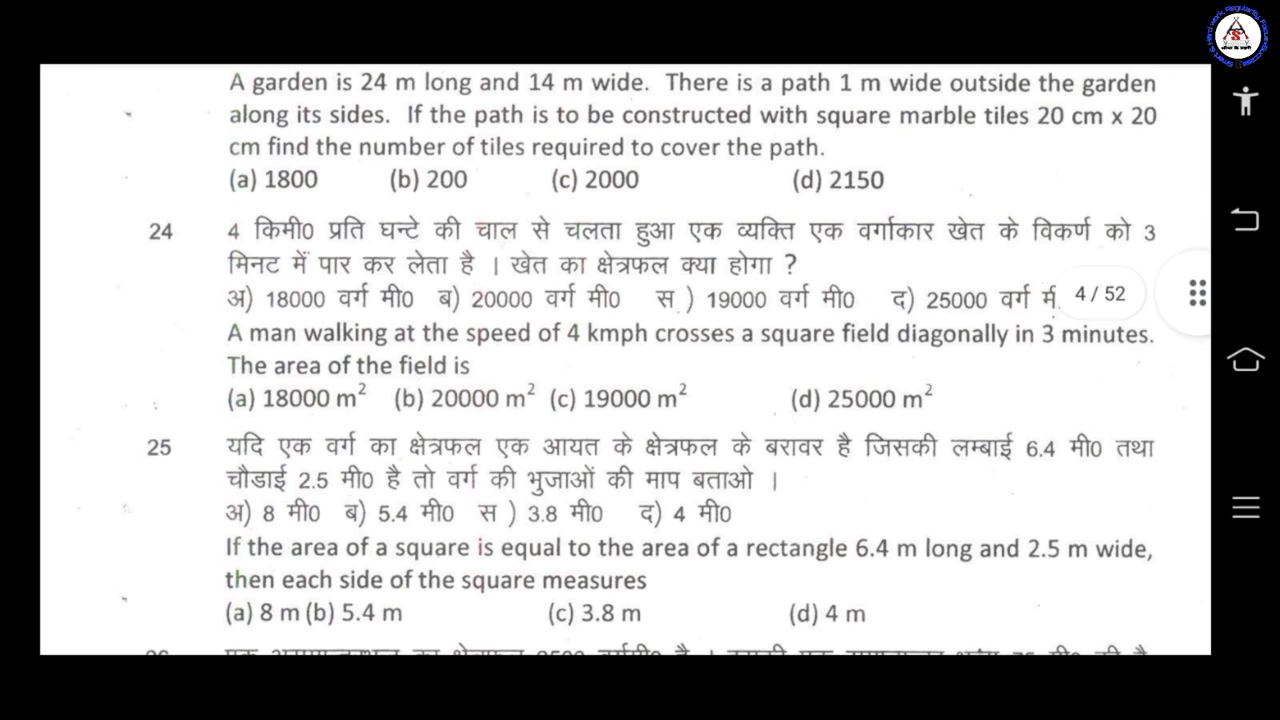 A garden is 24 m long and 14 m wide. There is a path 1 m wide outside the garden
along its sides. If the path is to be constructed with square marble tiles 20 cm x 20
cm find the number of tiles required to cover the path.
(a) 1800 (b) 200 (c) 2000 (d) 2150
24 4 किमी0 प्रति घन्टे की चाल से चलता हुआ एक व्यक्ति एक वर्गाकार खेत के विकर्ण को 3
मिनट में पार कर लेता है । खेत का क्षेत्रफल क्या होगा ?
अ) 18000 वर्ग मी0 ब) 20000 वर्ग मी0 स ) 19000 वर्ग मी0 द) 25000 वर्ग 4 / 52
A man walking at the speed of 4 kmph crosses a square field diagonally in 3 minutes.
The area of the field is
(a) 18000 m² (b) 20000 m² (c) 19000 m² (d) 25000 m²
25 यदि एक वर्ग का क्षेत्रफल एक आयत के क्षेत्रफल के बरावर है जिसकी लम्बाई 6.4 मी0 तथा
चौडाई 2.5 मी0 है तो वर्ग की भुजाओं की माप बताओ ।
अ) 8 मी0 ब) 5.4 मी0 स ) 3.8 मी0 द) 4 मी0
If the area of a square is equal to the area of a rectangle 6.4 m long and 2.5 m wide,
then each side of the square measures
(a) 8 m (b) 5.4 m (c) 3.8 m (d) 4 m